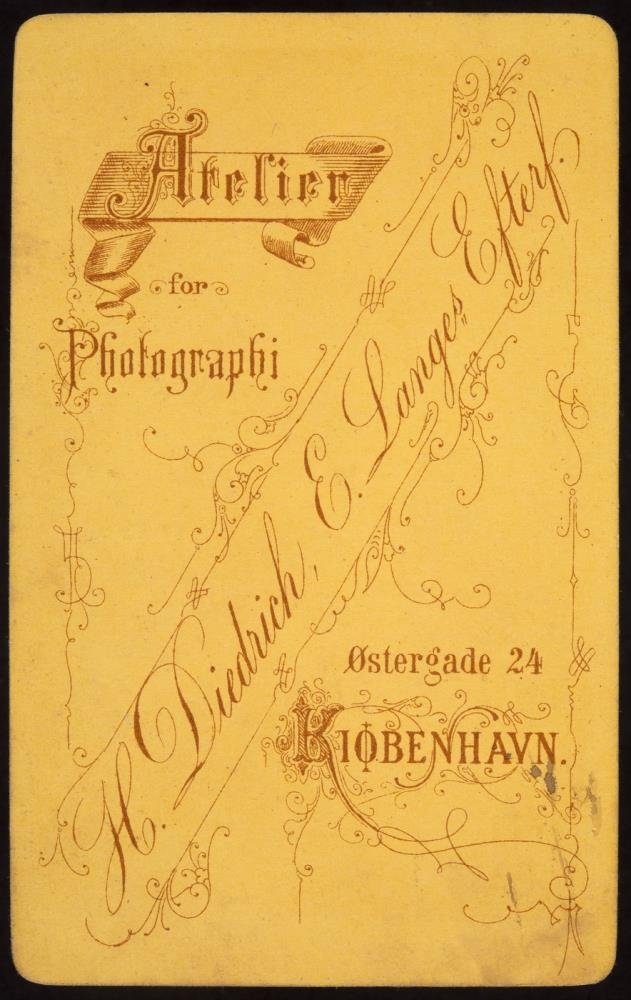 Atelier
for
Photographi
H. Diedrich, E. Langes Efterf.
Østergade 24
KIØBENHAVN.